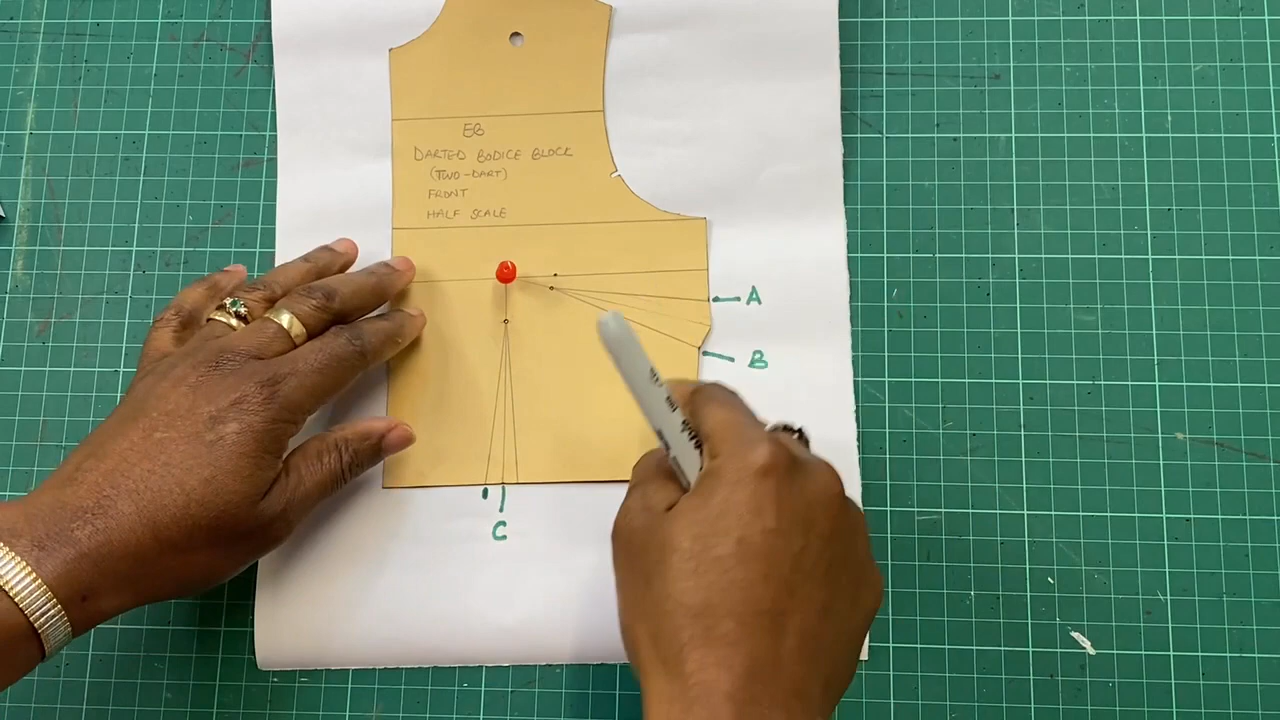 EB
DARTED BODICE BLOCK
(TWO-DART)
FRONT
HALF SCALE
A
B
C